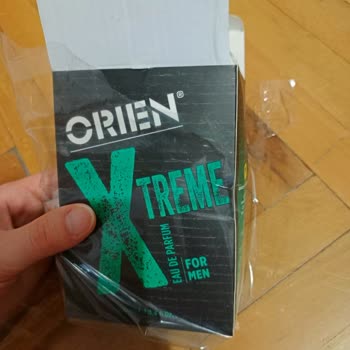 ORIEN®
XTREME
EAU DE PARFUM
FOR
MEN